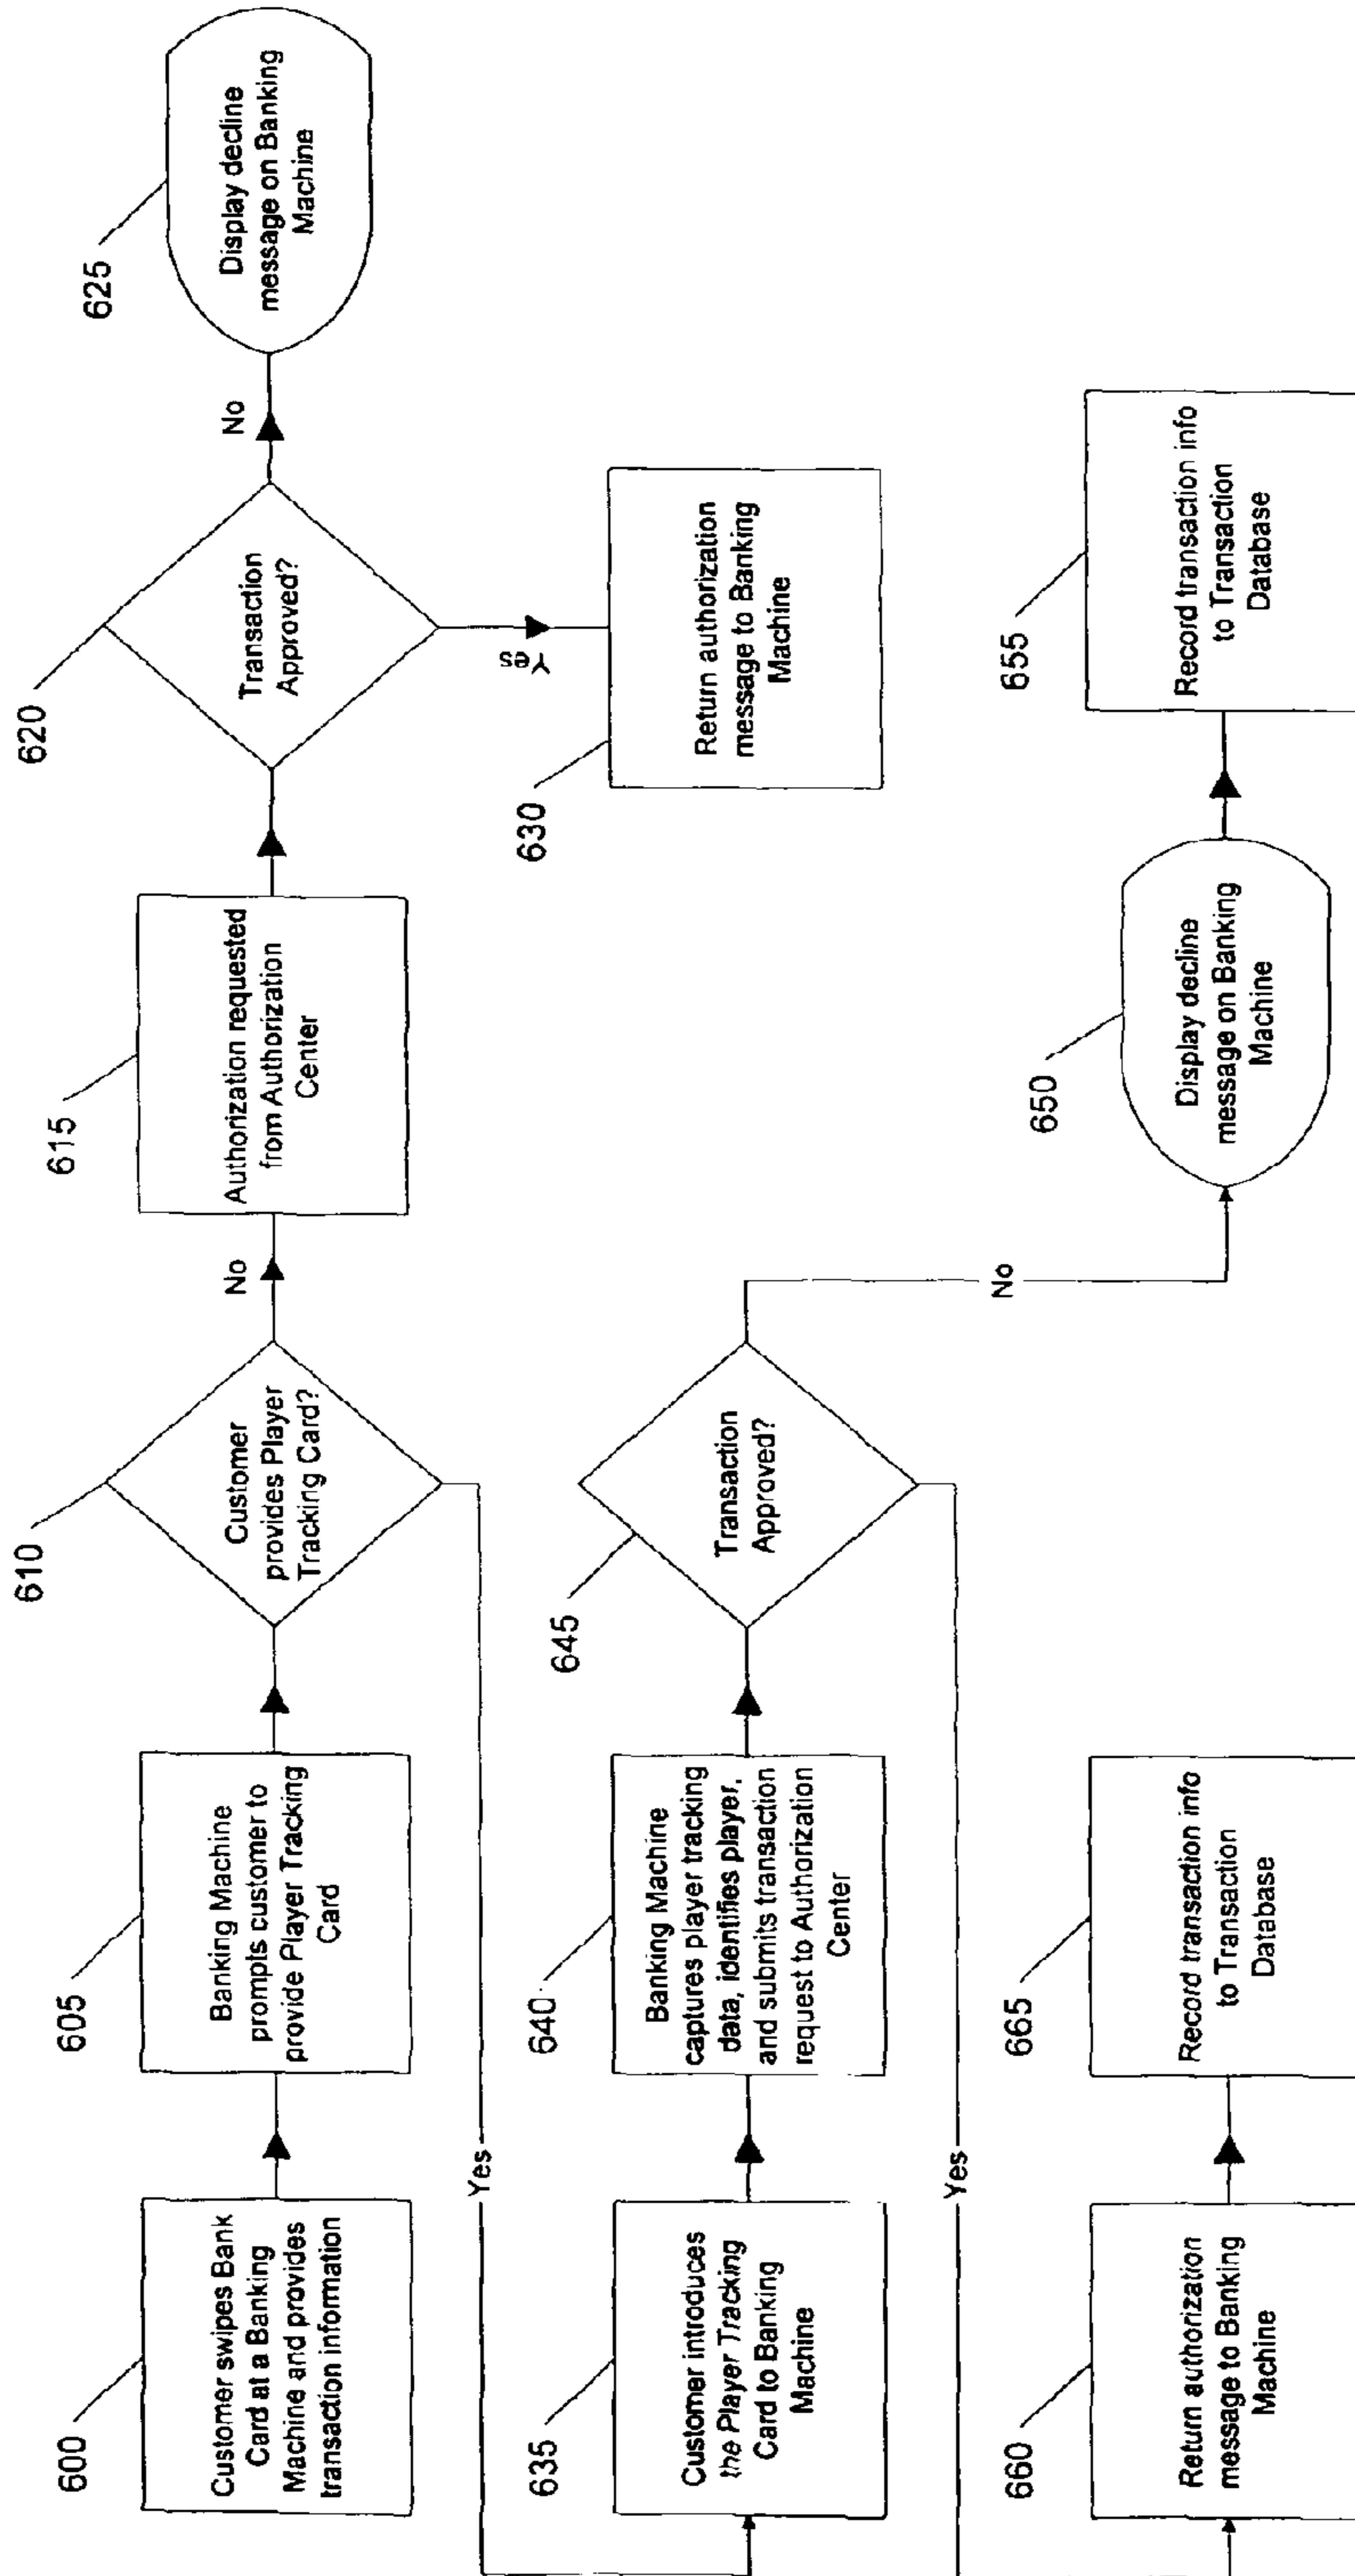 600
Customer swipes Bank
Card at a Banking
Machine and provides
transaction information
605
Banking Machine
prompts customer to
provide Player Tracking
Card
610
Customer
provides Player
Tracking Card?
No
615
Authorization requested
from Authorization
Center
620
Transaction
Approved?
No
625
Display decline
message on Banking
Machine
Yes
630
Return authorization
message to Banking
Machine
Yes
635
Customer introduces
the Player Tracking
Card to Banking
Machine
640
Banking Machine
captures player tracking
data, identifies player,
and submits transaction
request to Authorization
Center
645
Transaction
Approved?
No
650
Display decline
message on Banking
Machine
655
Record transaction info
to Transaction
Database
Yes
660
Return authorization
message to Banking
Machine
665
Record transaction info
to Transaction
Database